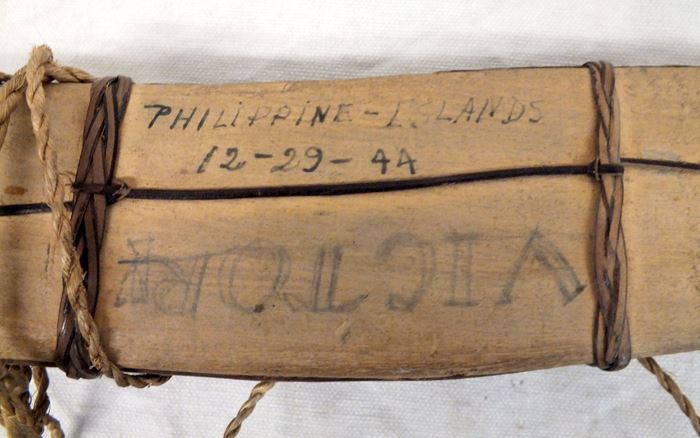 PHILIPPINE - ISLANDS
12-29-44
VICTOR